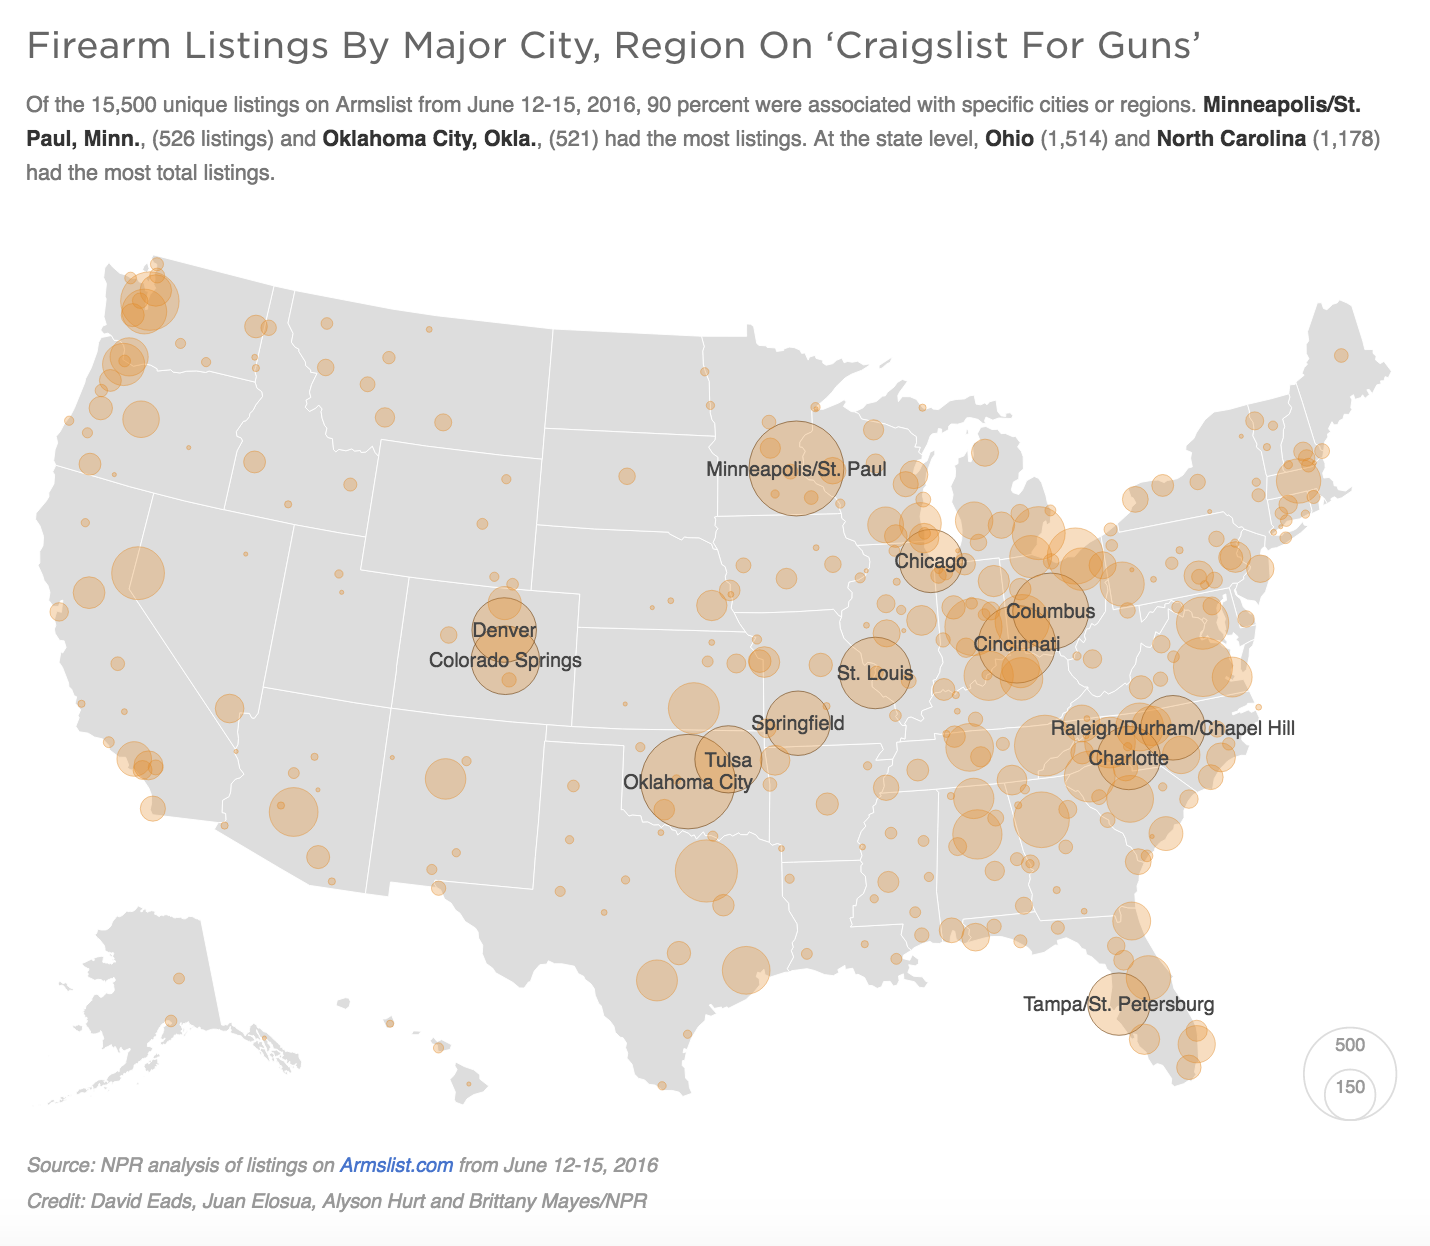 Firearm Listings By Major City, Region On ‘Craigslist For Guns’
Of the 15,500 unique listings on Armslist from June 12-15, 2016, 90 percent were associated with specific cities or regions. Minneapolis/St.
Paul, Minn., (526 listings) and Oklahoma City, Okla., (521) had the most listings. At the state level, Ohio (1,514) and North Carolina (1,178)
had the most total listings.
Minneapolis/St. Paul
Chicago
Columbus
Denver
Cincinnati
Colorado Springs
St. Louis
Springfield
Raleigh/Durham/Chapel Hill
Tulsa
Charlotte
Oklahoma City
Tampa/St. Petersburg
500
150
Source: NPR analysis of listings on Armslist.com from June 12-15, 2016
Credit: David Eads, Juan Elosua, Alyson Hurt and Brittany Mayes/NPR